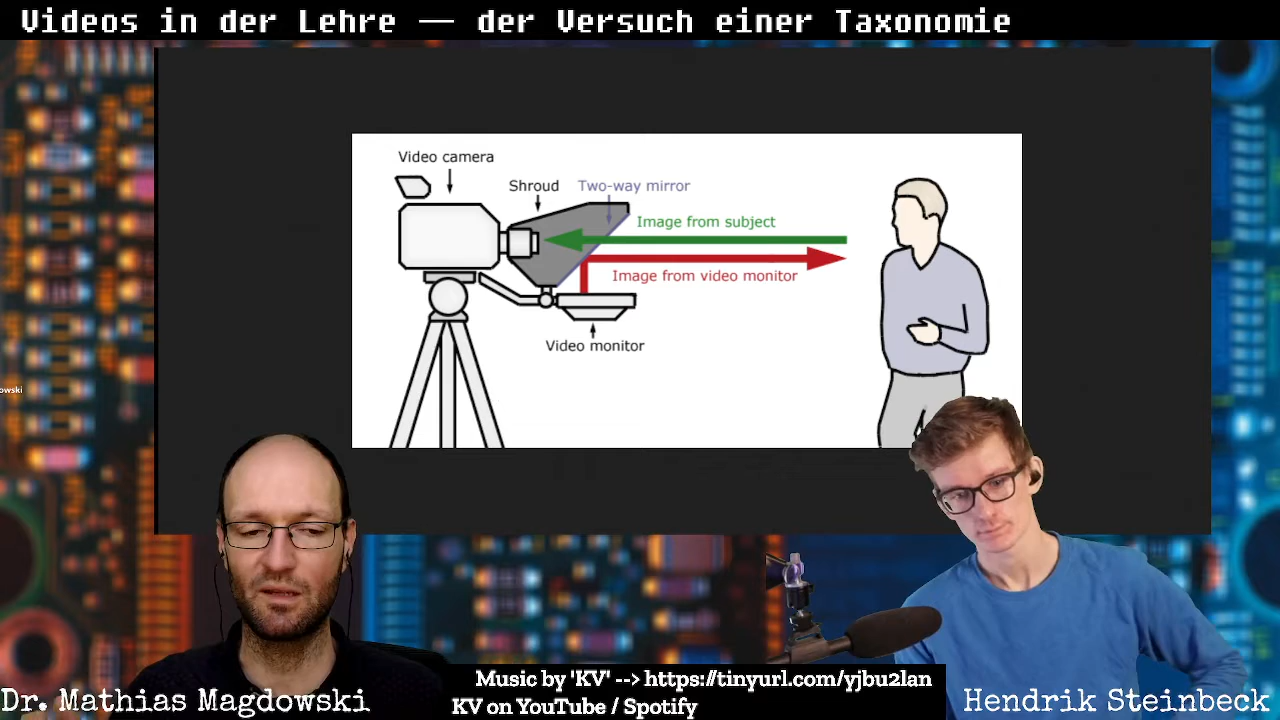 Videos in der Lehre — der Versuch einer Taxonomie
Video camera
Shroud
Two-way mirror
Image from subject
Image from video monitor
Video monitor
owski
Music by 'KV' --> https://tinyurl.com/yjbu2lan
KV on YouTube / Spotify
Dr. Mathias Magdowski
Hendrik Steinbeck